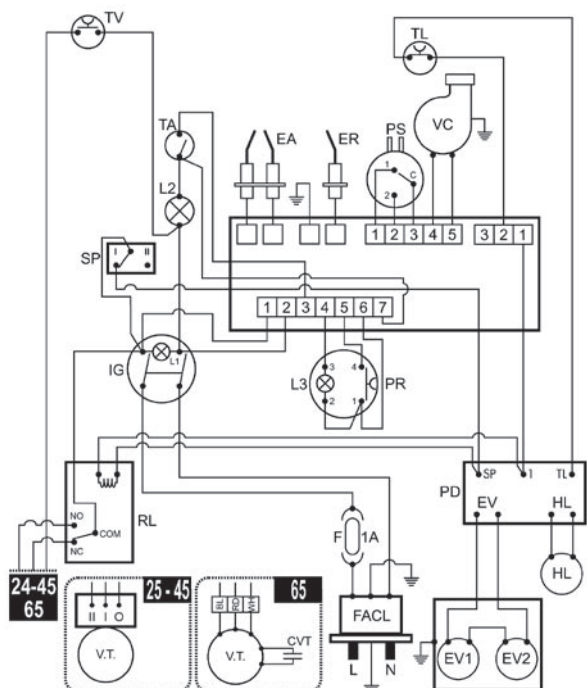 TV
TL
TA
EA
ER
PS
VC
L2
1
C
2
SP
I
II
1 2 3 4 5
3 2 1
1 2 3 4 5 6 7
IG
L1
L3
3
4
2
1
PR
SP
1
TL
PD
EV
HL
RL
NO
COM
NC
F
1A
HL
24-45
65
25 - 45
II I O
V.T.
65
BL
RD
WH
V.T.
CVT
FACL
L
N
EV1
EV2